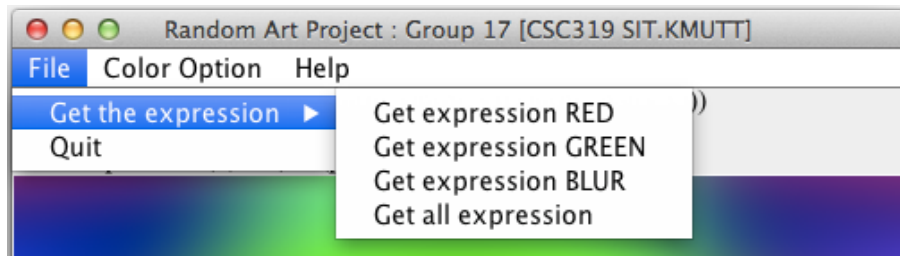 Random Art Project : Group 17 [CSC319 SIT.KMUTT]
File Color Option Help
Get the expression
Quit
Get expression RED
Get expression GREEN
Get expression BLUR
Get all expression
))